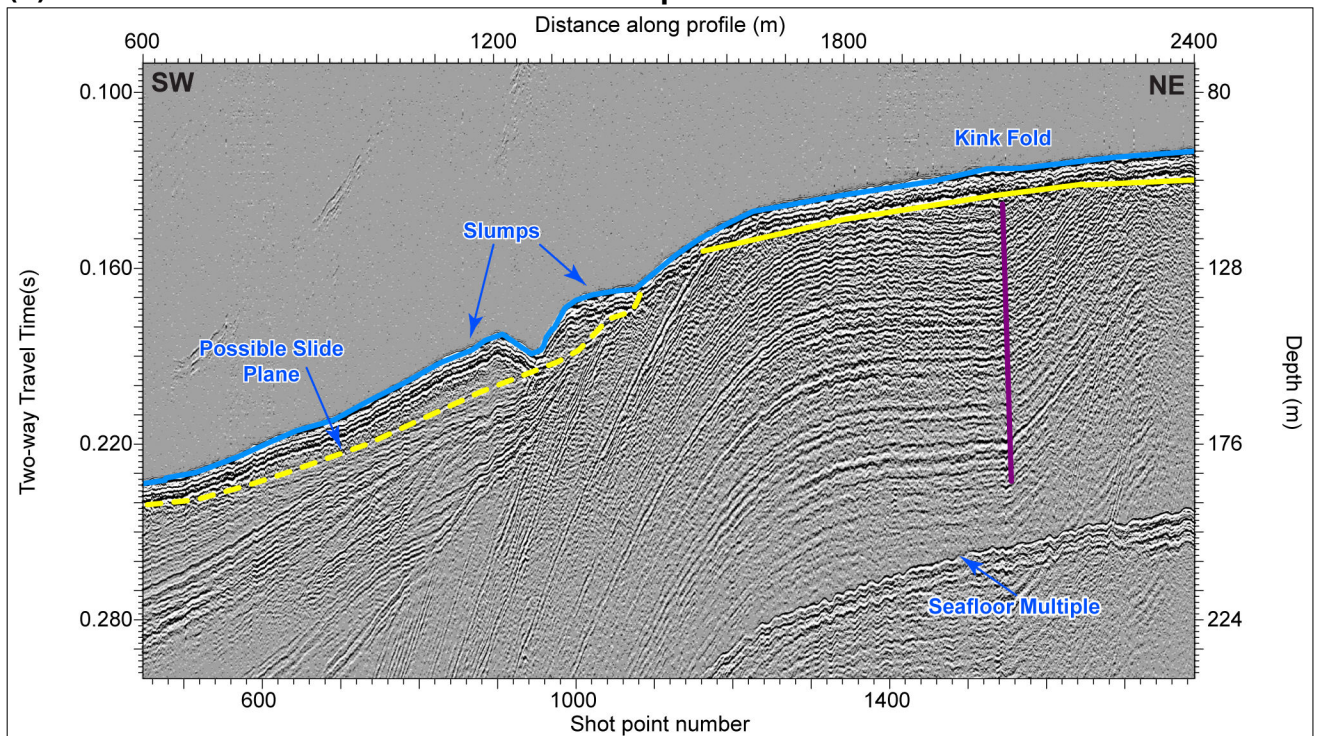 Distance along profile (m)
600 1200 1800 2400
SW NE
0.100 80
Kink Fold
Slumps
0.160 128
Possible Slide
Plane
Two-way Travel Time(s)
Depth (m)
0.220 176
Seafloor Multiple
0.280 224
600 1000 1400
Shot point number